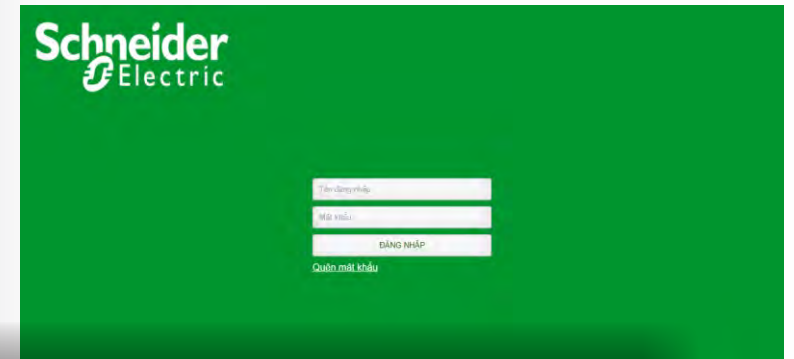 Schneider
Electric
Tên đăng nhập
Mật khẩu
ĐĂNG NHẬP
Quên mật khẩu